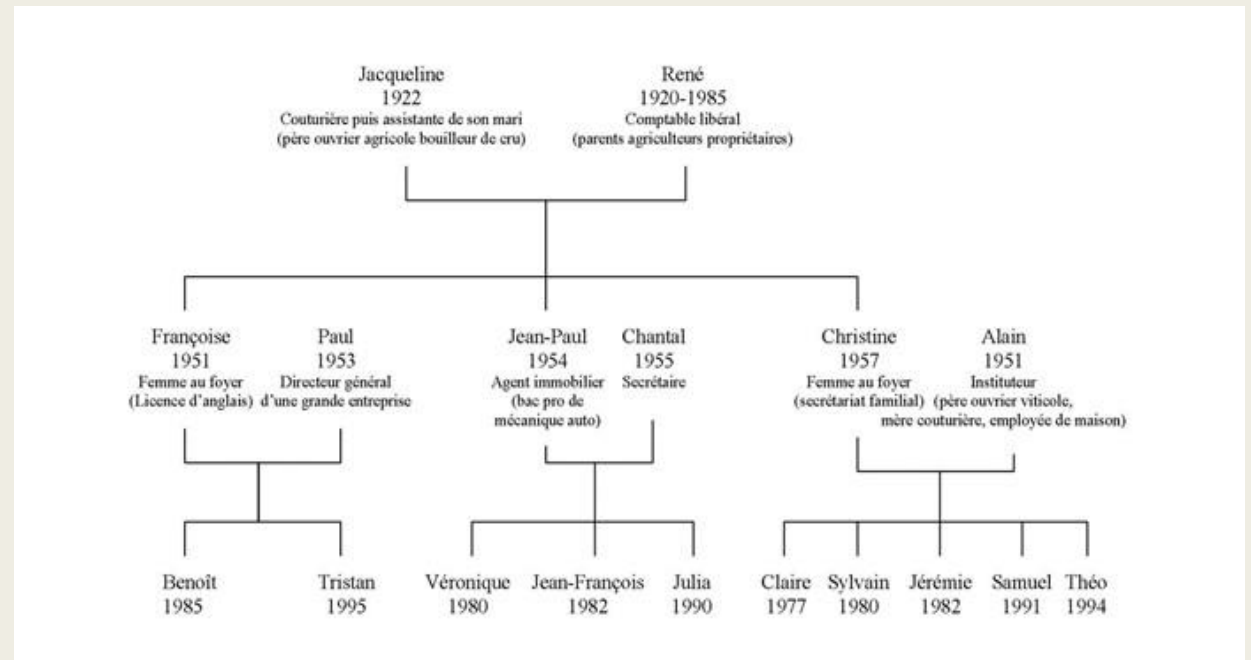 Jacqueline
1922
Couturière puis assistante de son mari
(père ouvrier agricole bouilleur de cru)
René
1920-1985
Comptable libéral
(parents agriculteurs propriétaires)
Françoise
1951
Femme au foyer
(Licence d'anglais)
Paul
1953
Directeur général
d'une grande entreprise
Jean-Paul
1954
Agent immobilier
(bac pro de
mécanique auto)
Chantal
1955
Secrétaire
Christine
1957
Femme au foyer
(secrétariat familial)
Alain
1951
Instituteur
(père ouvrier viticole,
mère couturière, employée de maison)
Benoît
1985
Tristan
1995
Véronique
1980
Jean-François
1982
Julia
1990
Claire
1977
Sylvain
1980
Jérémie
1982
Samuel
1991
Théo
1994